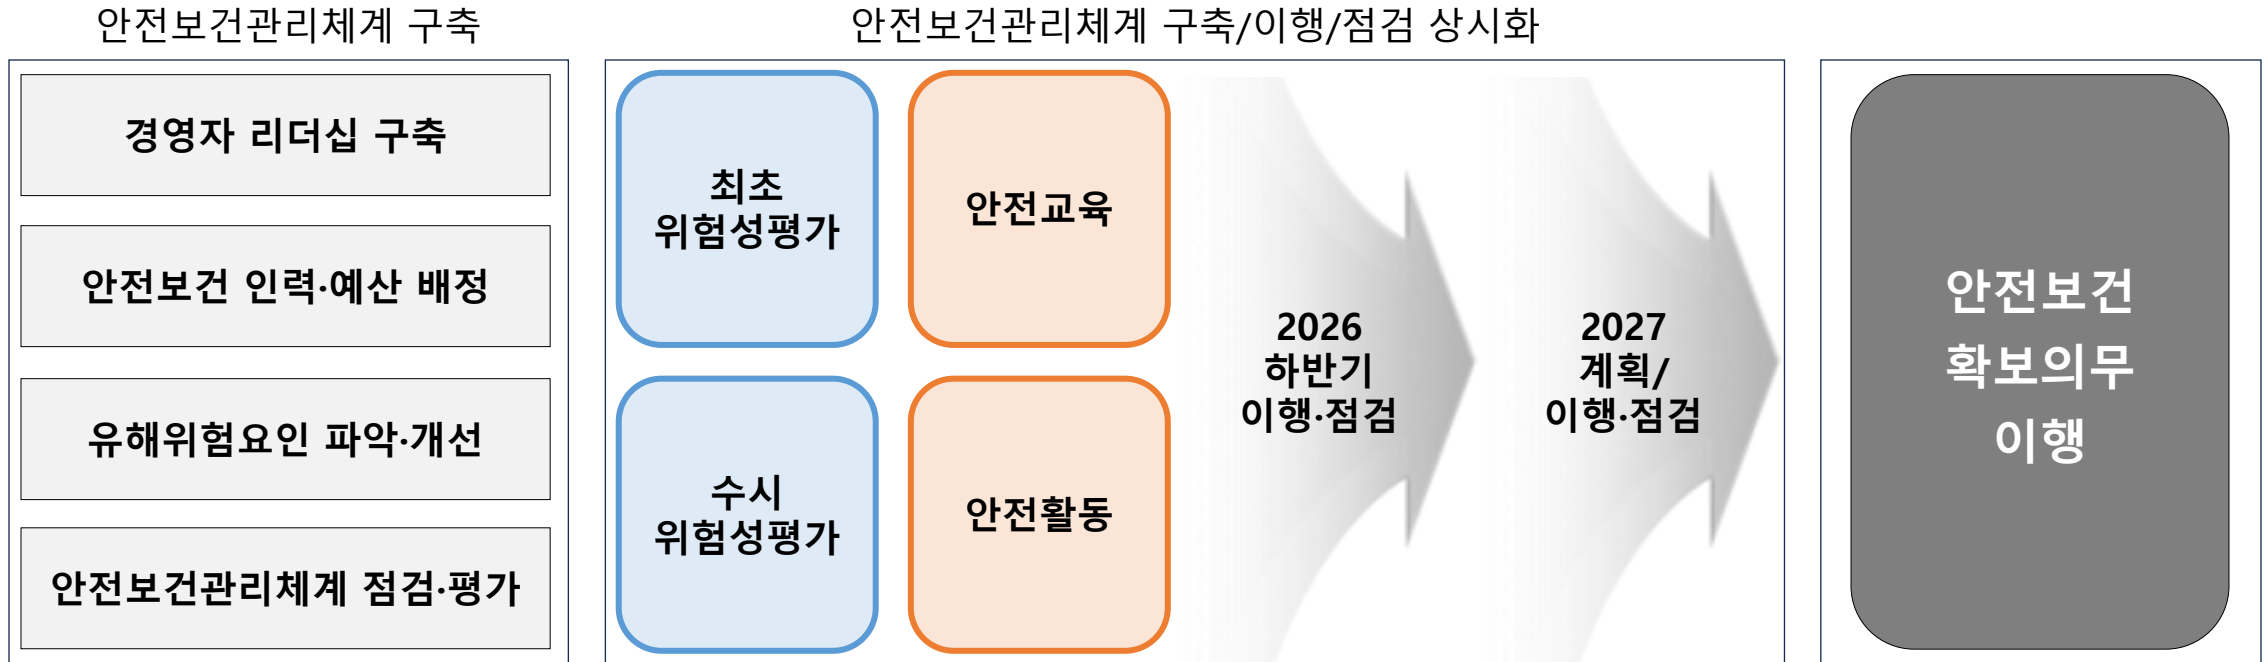 안전보건관리체계 구축
경영자 리더십 구축
안전보건 인력·예산 배정
유해위험요인 파악·개선
안전보건관리체계 점검·평가
안전보건관리체계 구축/이행/점검 상시화
최초
위험성평가
안전교육
수시
위험성평가
안전활동
2026
하반기
이행·점검
2027
계획/
이행·점검
안전보건
확보의무
이행